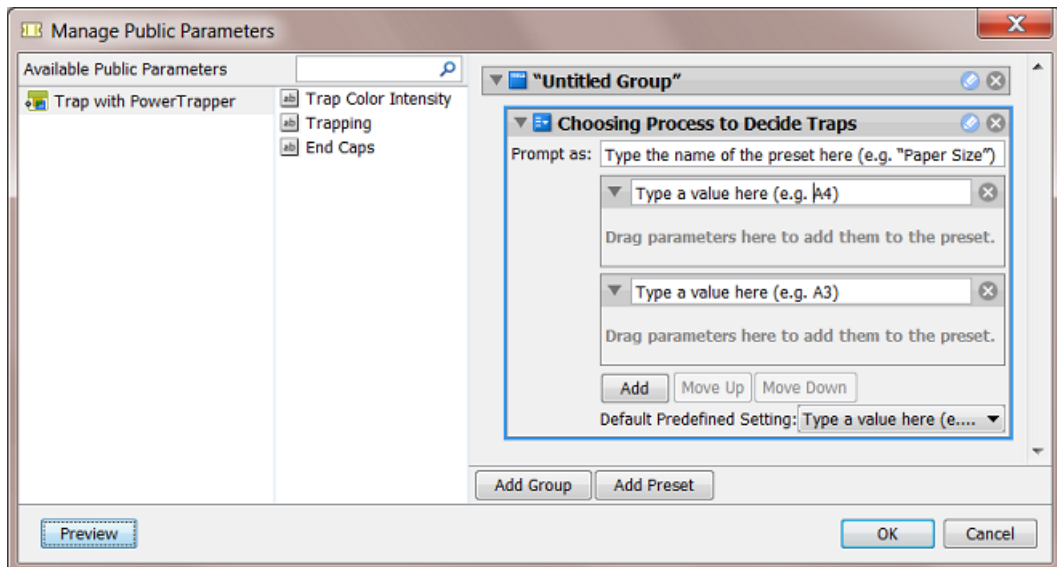 Manage Public Parameters
Available Public Parameters
Trap with PowerTrapper
Trap Color Intensity
Trapping
End Caps
"Untitled Group"
Choosing Process to Decide Traps
Prompt as: Type the name of the preset here (e.g. "Paper Size")
Type a value here (e.g. A4)
Drag parameters here to add them to the preset.
Type a value here (e.g. A3)
Drag parameters here to add them to the preset.
Add Move Up Move Down
Default Predefined Setting: Type a value here (e....
Add Group Add Preset
Preview OK Cancel